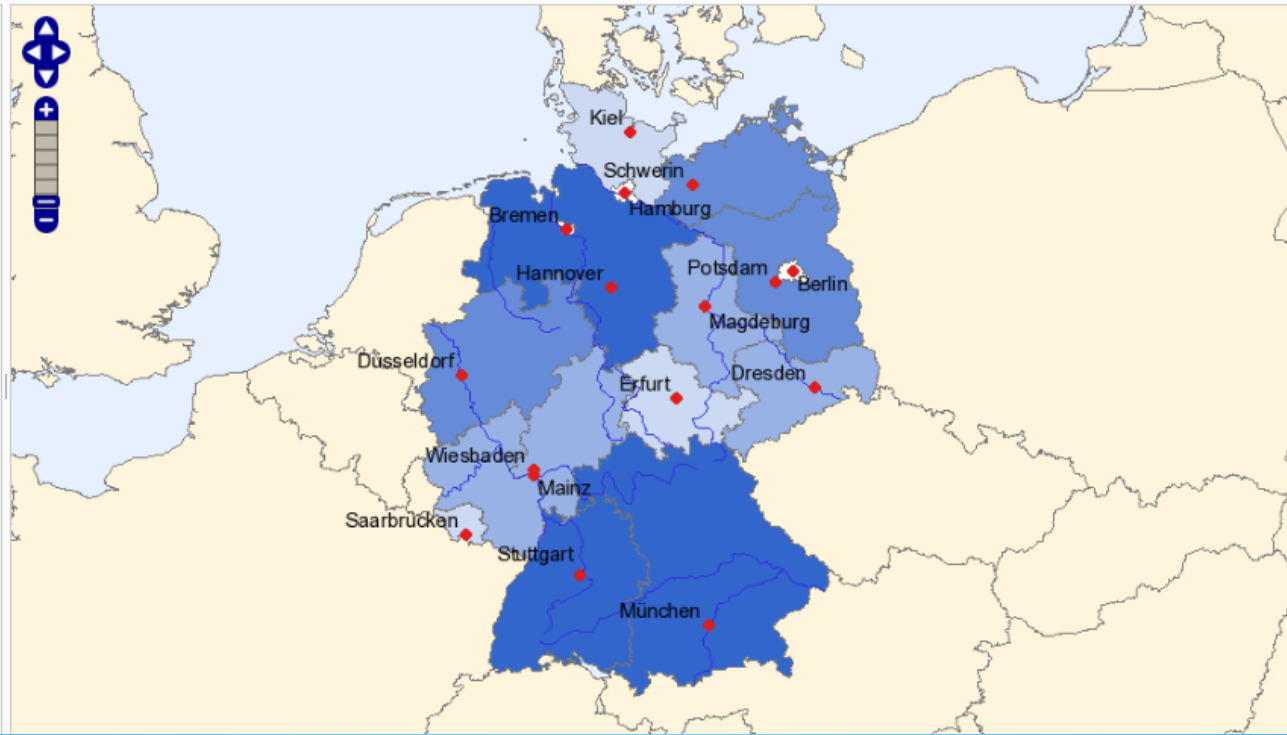 Kiel
Schwerin
Hamburg
Bremen
Potsdam
Hannover
Berlin
Magdeburg
Düsseldorf
Dresden
Erfurt
Wiesbaden
Mainz
Saarbrücken
Stuttgart
München